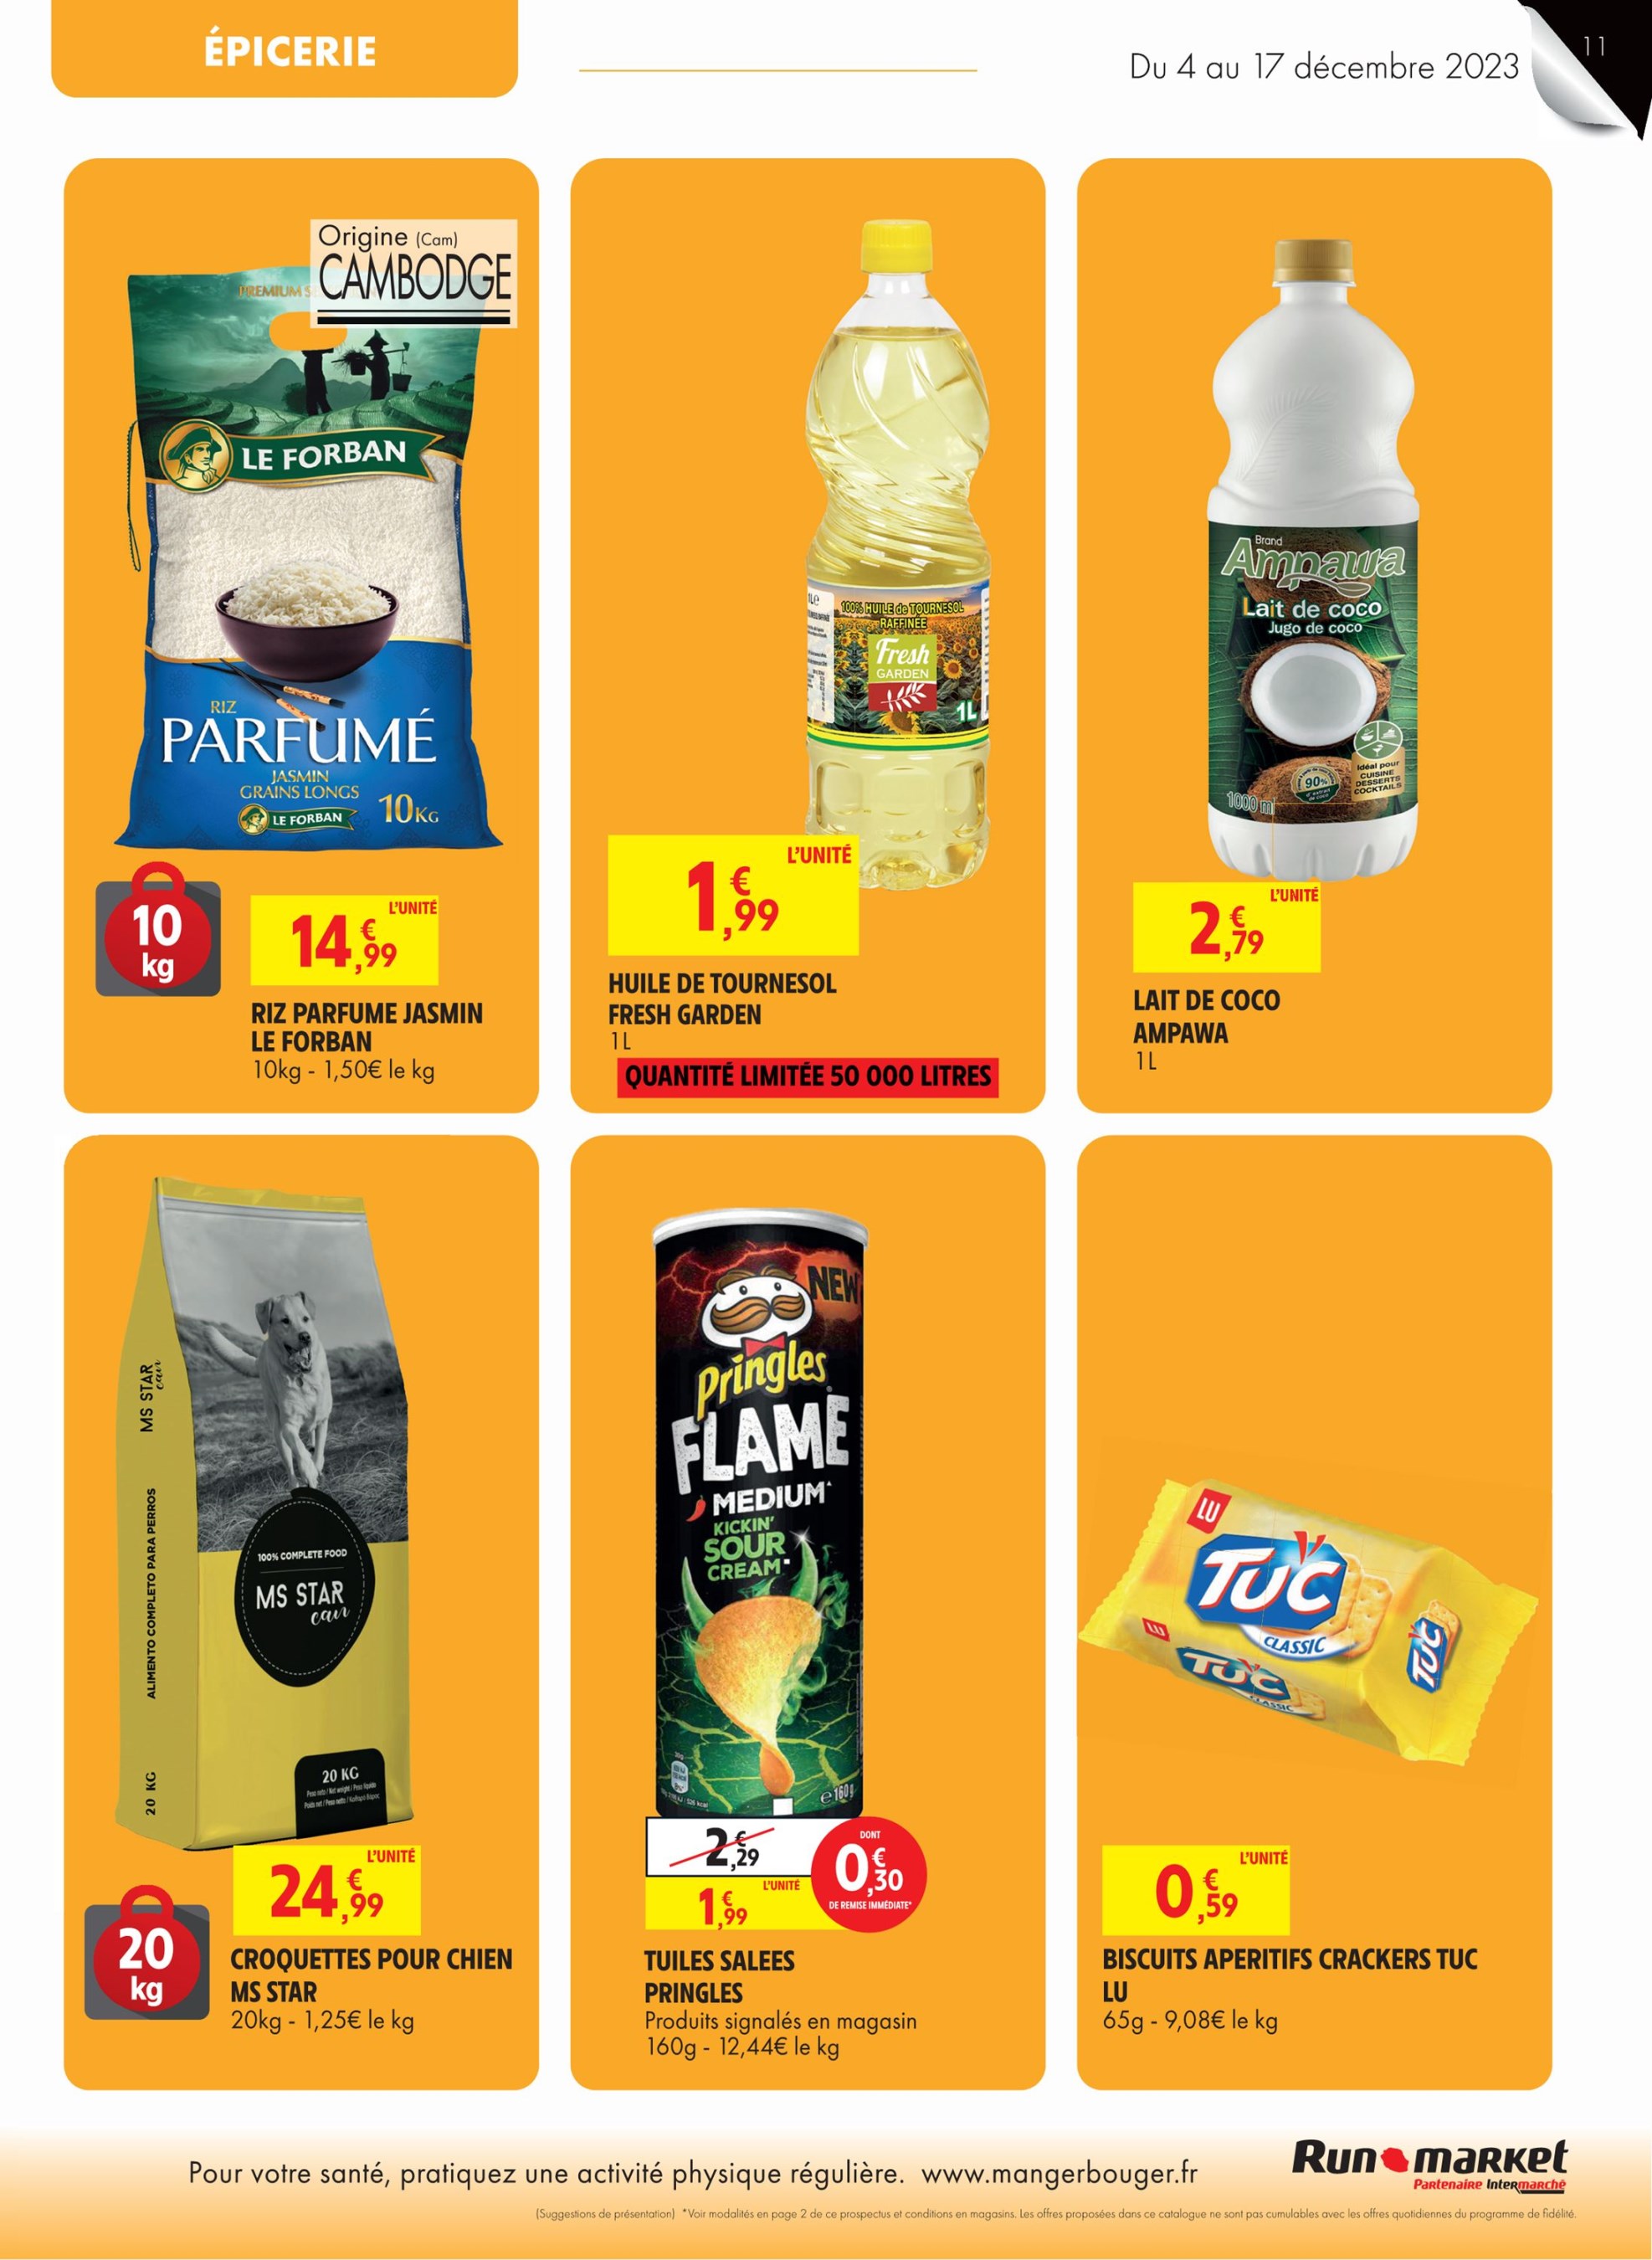 ÉPICERIE
Du 4 au 17 décembre 2023
11
Origine (Cam)
CAMBODGE
PREMIUM S
LE FORBAN
RIZ
PARFUMÉ
JASMIN
GRAINS LONGS
LE FORBAN
10KG
10
kg
L'UNITÉ
14,€99
RIZ PARFUME JASMIN
LE FORBAN
10kg - 1,50€ le kg
100% HUILE de TOURNESOL
RAFFINÉE
Fresh
GARDEN
1L
L'UNITÉ
1,€99
HUILE DE TOURNESOL
FRESH GARDEN
1L
QUANTITÉ LIMITÉE 50 000 LITRES
Brand
Ampawa
Lait de coco
Jugo de coco
Idéal pour
CUISINE
DESSERTS
COCKTAILS
90%
1000 ml
L'UNITÉ
2,€79
LAIT DE COCO
AMPAWA
1L
MS STAR
can
ALIMENTO COMPLETO PARA PERROS
20 KG
100% COMPLETE FOOD
MS STAR
can
20 KG
20
kg
L'UNITÉ
24,€99
CROQUETTES POUR CHIEN
MS STAR
20kg - 1,25€ le kg
NEW
Pringles
FLAME
MEDIUM
KICKIN'
SOUR
CREAM
e160g
2,€29
L'UNITÉ
1,€99
DONT
0,€30
DE REMISE IMMÉDIATE*
TUILES SALEES
PRINGLES
Produits signalés en magasin
160g - 12,44€ le kg
LU
TUC
CLASSIC
LU
TUC
CLASSIC
TUC
L'UNITÉ
0,€59
BISCUITS APERITIFS CRACKERS TUC
LU
65g - 9,08€ le kg
Pour votre santé, pratiquez une activité physique régulière. www.mangerbouger.fr
Run market
Partenaire Intermarché
(Suggestions de présentation) *Voir modalités en page 2 de ce prospectus et conditions en magasins. Les offres proposées dans ce catalogue ne sont pas cumulables avec les offres quotidiennes du programme de fidélité.